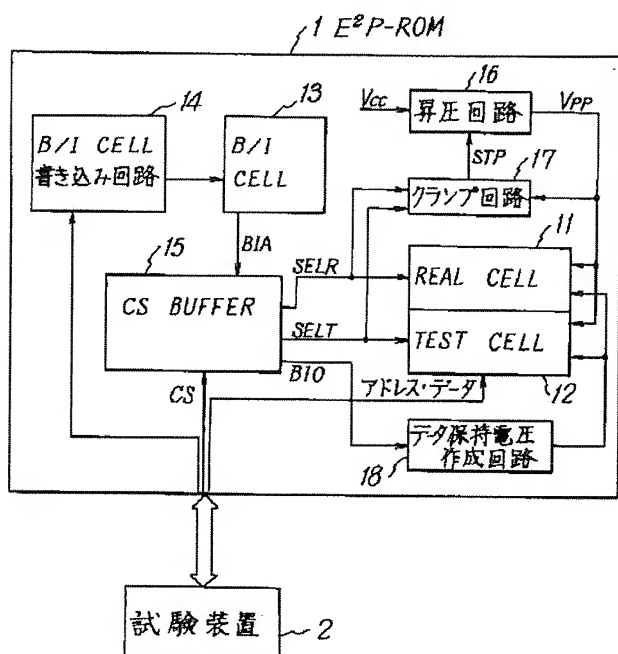 1 E²P-ROM
14
B/I CELL
書き込み回路
13
B/I
CELL
16
Vcc
昇圧回路
VPP
STP
17
クランプ回路
BIA
15
CS BUFFER
SELR
SELT
BIO
CS
11
REAL CELL
TEST CELL
12
アドレス・データ
データ保持電圧
作成回路
18
試験装置
2